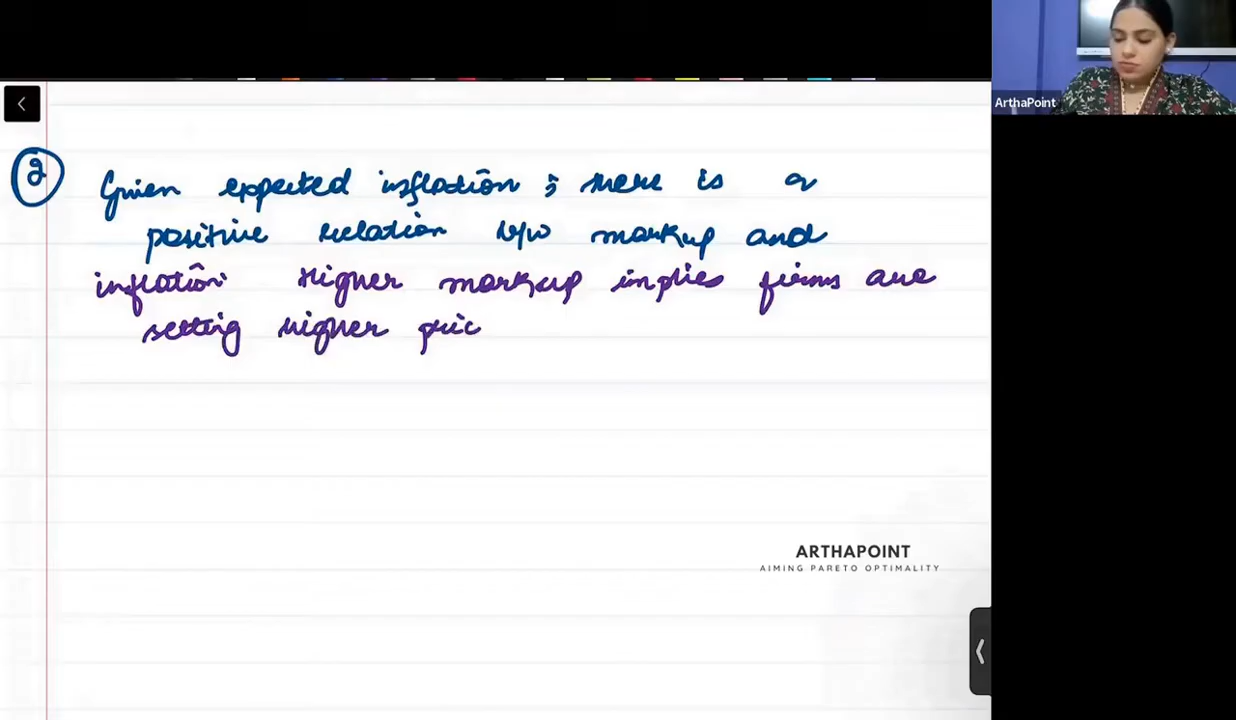 ArthaPoint
2 Given expected inflation; there is a
positive relation b/w markup and
inflation. Higher markup implies firms are
setting higher pric
ARTHAPOINT
AIMING PARETO OPTIMALITY